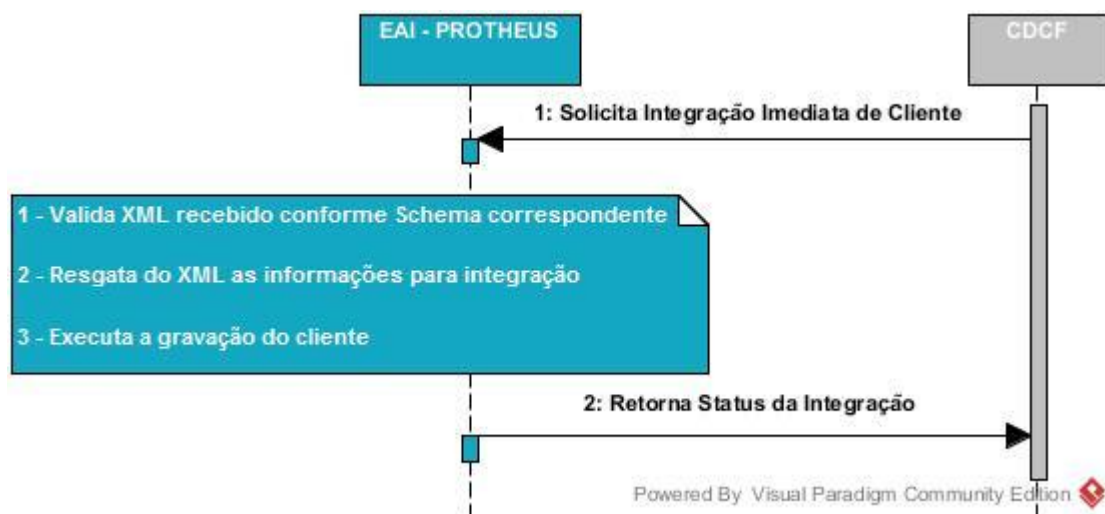 EAI - PROTHEUS
CDCF
1: Solicita Integração Imediata de Cliente
1 - Valida XML recebido conforme Schema correspondente
2 - Resgata do XML as informações para integração
3 - Executa a gravação do cliente
2: Retorna Status da Integração
Powered By Visual Paradigm Community Edition